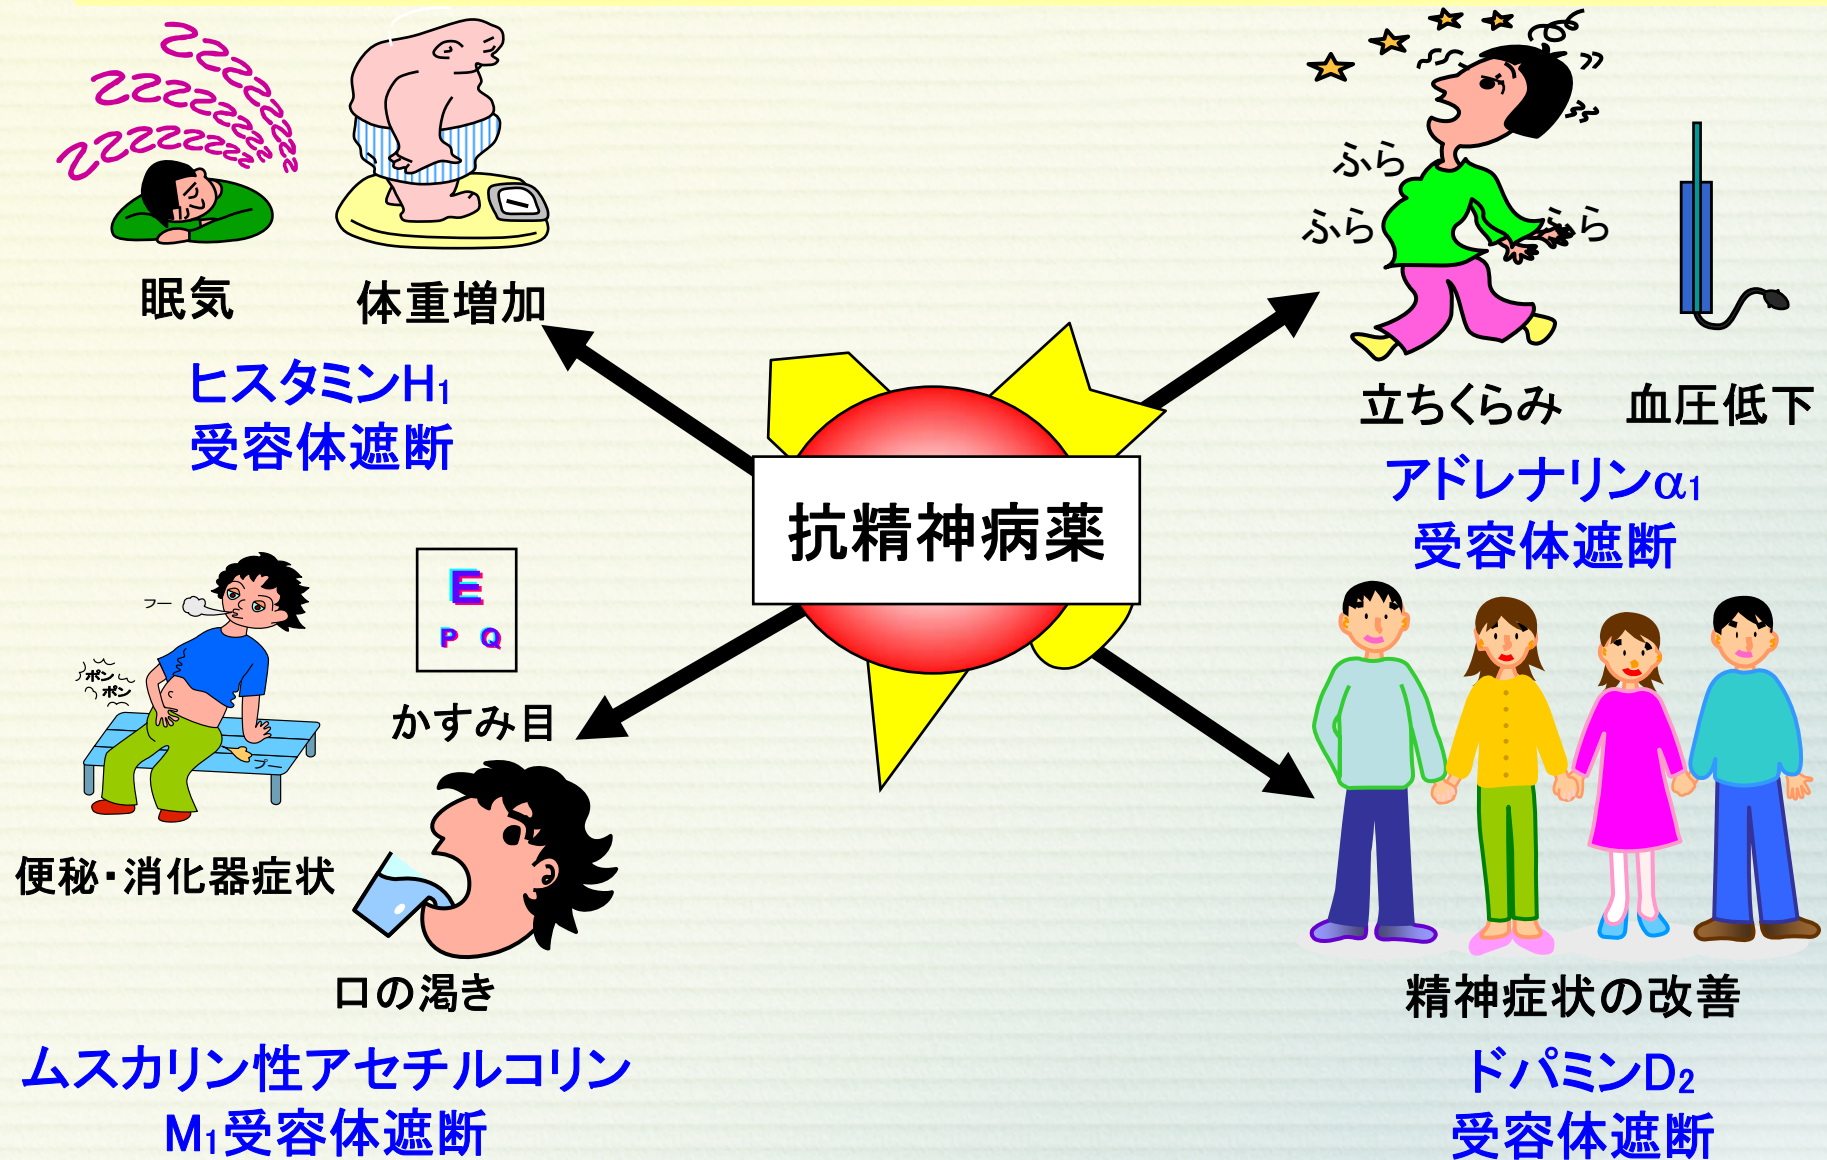 眠気
体重増加
ヒスタミンH₁
受容体遮断
ふら
ふら
ふら
立ちくらみ
血圧低下
アドレナリンα₁
受容体遮断
抗精神病薬
フー
ポン
ポン
プー
E
P Q
かすみ目
便秘・消化器症状
口の渇き
ムスカリン性アセチルコリン
M₁受容体遮断
精神症状の改善
ドパミンD₂
受容体遮断